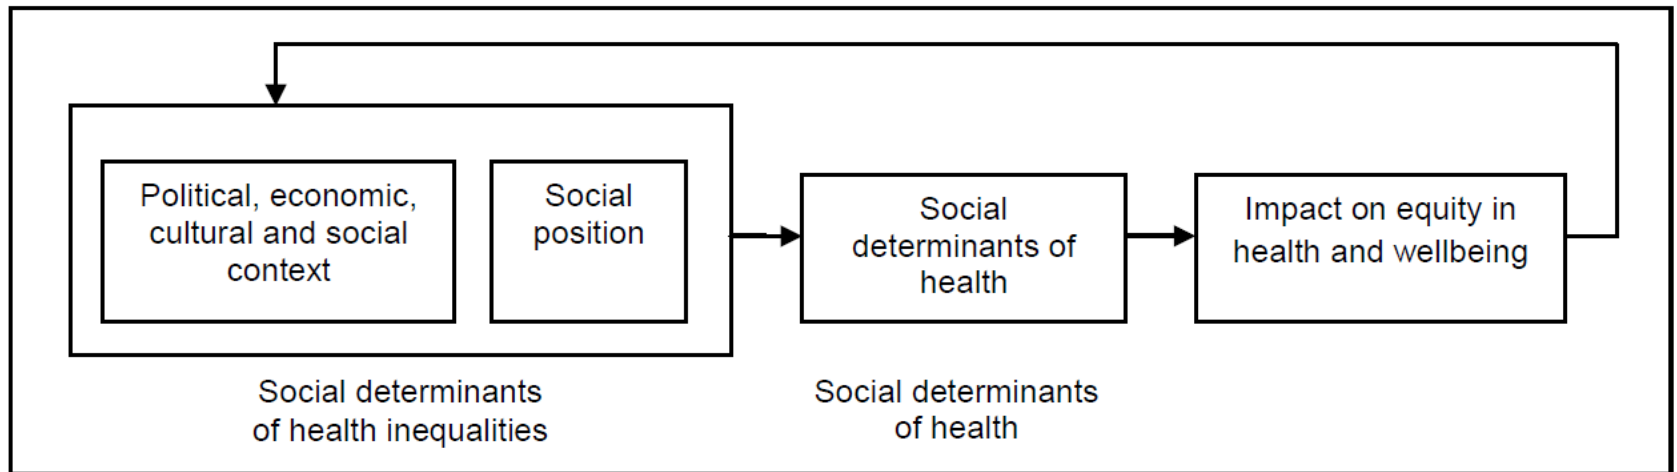 Political, economic,
cultural and social
context
Social
position
Social
determinants of
health
Impact on equity in
health and wellbeing
Social determinants
of health inequalities
Social determinants
of health